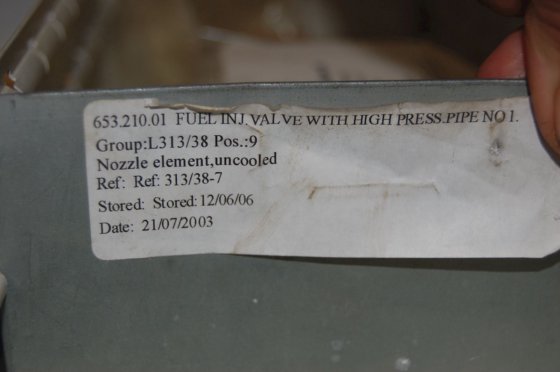 653.210.01 FUEL INJ. VALVE WITH HIGH PRESS.PIPE NO 1.
Group:L313/38 Pos.:9
Nozzle element,uncooled
Ref: Ref: 313/38-7
Stored: Stored:12/06/06
Date: 21/07/2003